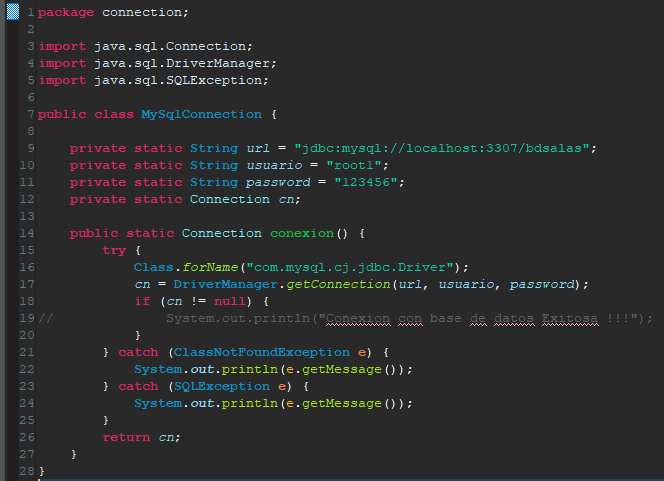 1 package connection;
2
3 import java.sql.Connection;
4 import java.sql.DriverManager;
5 import java.sql.SQLException;
6
7 public class MySqlConnection {
8
9     private static String url = "jdbc:mysql://localhost:3307/bdsalas";
10     private static String usuario = "root1";
11     private static String password = "123456";
12     private static Connection cn;
13
14     public static Connection conexion() {
15         try {
16             Class.forName("com.mysql.cj.jdbc.Driver");
17             cn = DriverManager.getConnection(url, usuario, password);
18             if (cn != null) {
19 //              System.out.println("Conexion con base de datos Exitosa !!!");
20             }
21         } catch (ClassNotFoundException e) {
22             System.out.println(e.getMessage());
23         } catch (SQLException e) {
24             System.out.println(e.getMessage());
25         }
26         return cn;
27     }
28 }